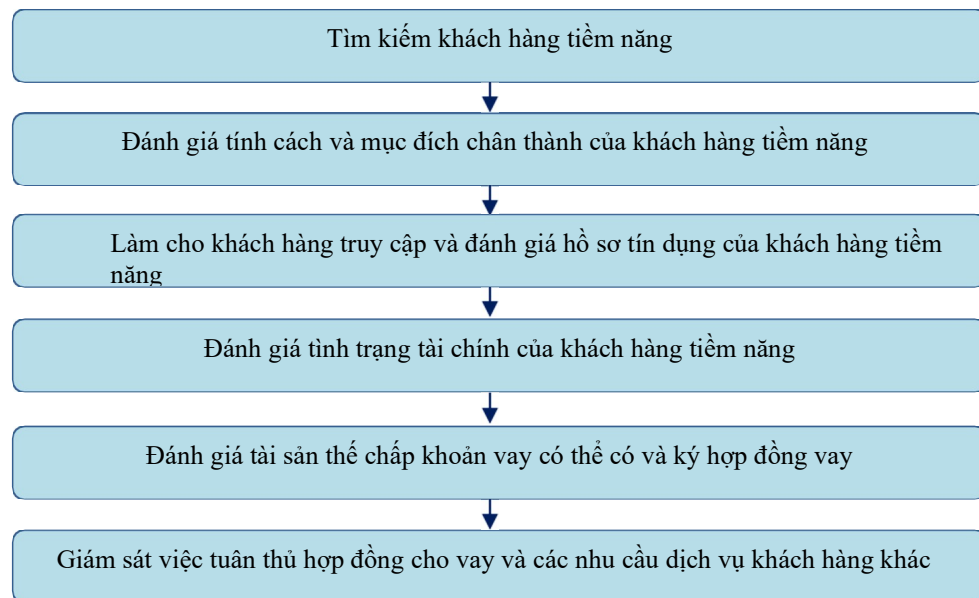 Tìm kiếm khách hàng tiềm năng
Đánh giá tính cách và mục đích chân thành của khách hàng tiềm năng
Làm cho khách hàng truy cập và đánh giá hồ sơ tín dụng của khách hàng tiềm
năng
Đánh giá tình trạng tài chính của khách hàng tiềm năng
Đánh giá tài sản thế chấp khoản vay có thể có và ký hợp đồng vay
Giám sát việc tuân thủ hợp đồng cho vay và các nhu cầu dịch vụ khách hàng khác